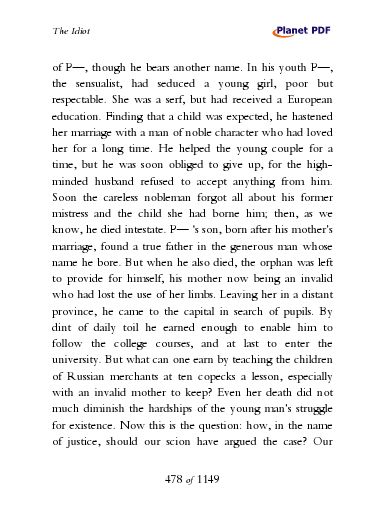 The Idiot
Planet PDF
of P—, though he bears another name. In his youth P—,
the sensualist, had seduced a young girl, poor but
respectable. She was a serf, but had received a European
education. Finding that a child was expected, he hastened
her marriage with a man of noble character who had loved
her for a long time. He helped the young couple for a
time, but he was soon obliged to give up, for the high-
minded husband refused to accept anything from him.
Soon the careless nobleman forgot all about his former
mistress and the child she had borne him; then, as we
know, he died intestate. P— 's son, born after his mother's
marriage, found a true father in the generous man whose
name he bore. But when he also died, the orphan was left
to provide for himself, his mother now being an invalid
who had lost the use of her limbs. Leaving her in a distant
province, he came to the capital in search of pupils. By
dint of daily toil he earned enough to enable him to
follow the college courses, and at last to enter the
university. But what can one earn by teaching the children
of Russian merchants at ten copecks a lesson, especially
with an invalid mother to keep? Even her death did not
much diminish the hardships of the young man's struggle
for existence. Now this is the question: how, in the name
of justice, should our scion have argued the case? Our
478 of 1149